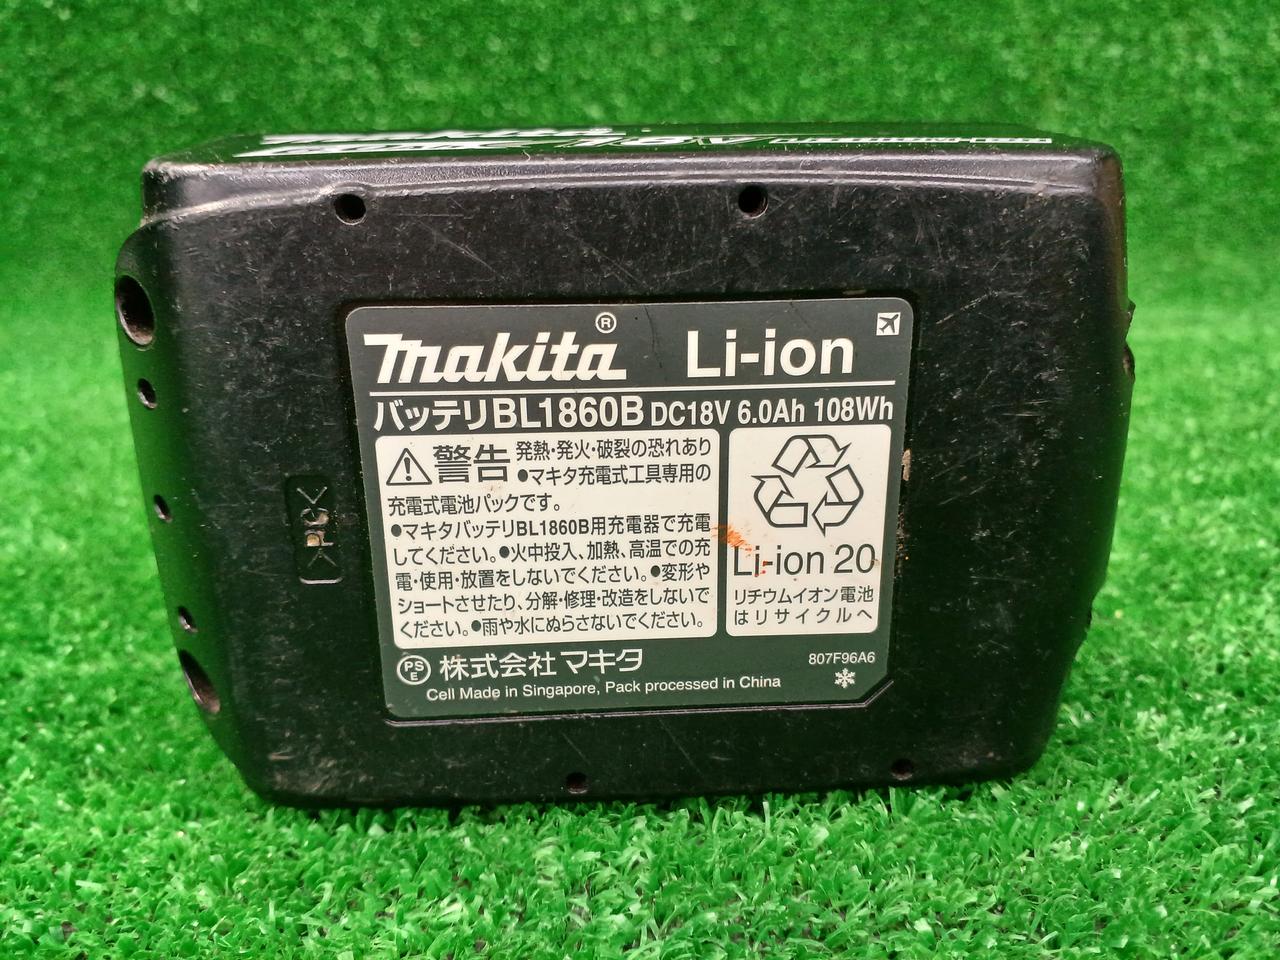 makita® Li-ion
バッテリBL1860B DC18V 6.0Ah 108Wh
警告 発熱・発火・破裂の恐れあり
●マキタ充電式工具専用の
充電式電池パックです。
●マキタバッテリBL1860B用充電器で充電
してください。●火中投入、加熱、高温での充
電・使用・放置をしないでください。●変形や
ショートさせたり、分解・修理・改造をしないで
ください。●雨や水にぬらさないでください。
Li-ion 20
リチウムイオン電池
はリサイクルへ
PS
E
株式会社マキタ
807F96A6
Cell Made in Singapore, Pack processed in China